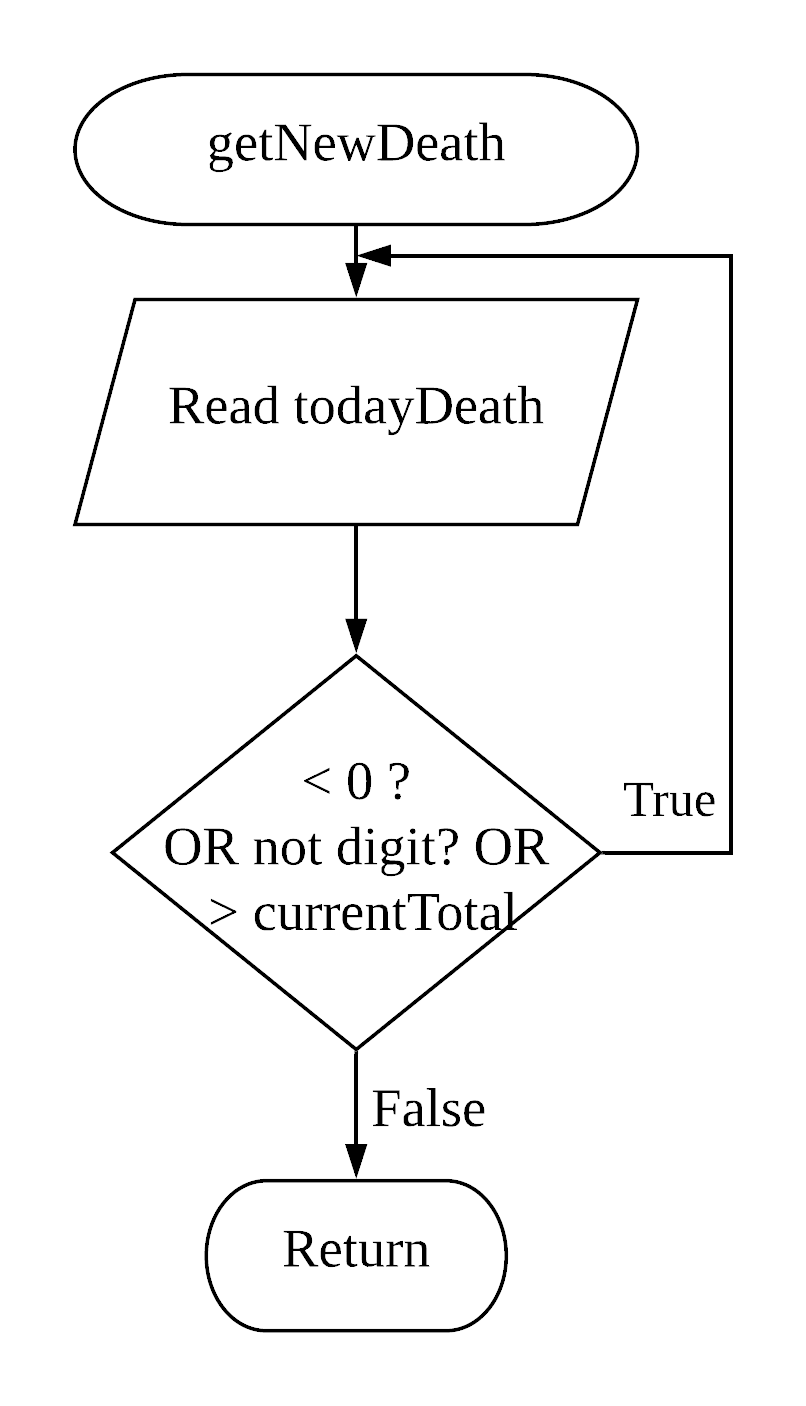 getNewDeath
Read todayDeath
< 0 ?
OR not digit? OR
> currentTotal
True
False
Return